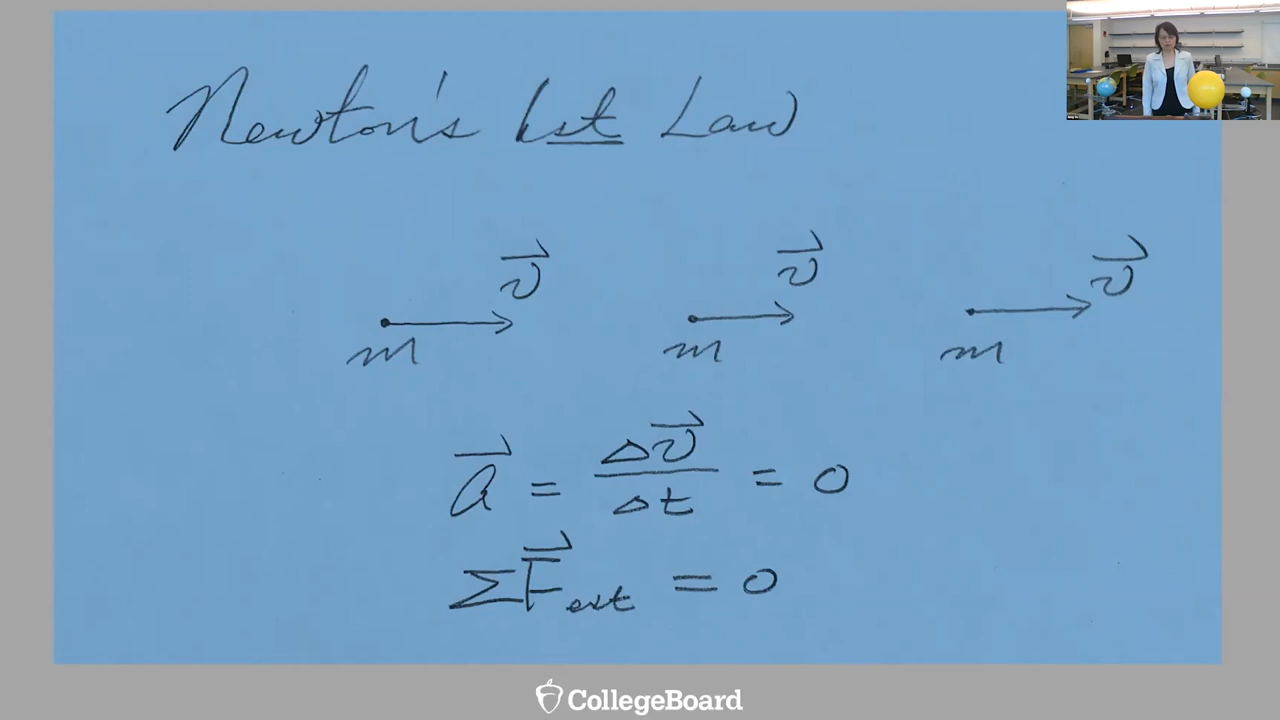 Newton's 1st Law
v⃗ v⃗ v⃗
m m m
a⃗ = Δv⃗/Δt = 0
ΣF⃗ext = 0
CollegeBoard